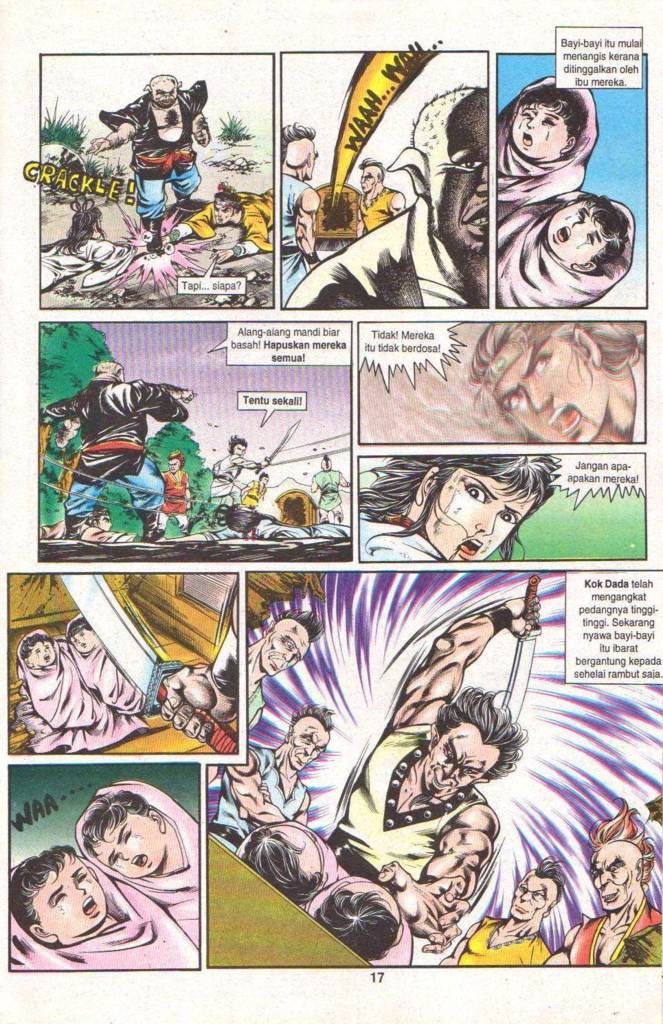 CRACKLE!
Tapi... siapa?
WAAH... WAH...
Bayi-bayi itu mulai
menangis kerana
ditinggalkan oleh
ibu mereka.
Alang-alang mandi biar
basah! Hapuskan mereka
semua!
Tentu sekali!
Tidak! Mereka
itu tidak berdosa!
Jangan apa-
apakan mereka!
Kok Dada telah
mengangkat
pedangnya tinggi-
tinggi. Sekarang
nyawa bayi-bayi
itu ibarat
bergantung kepada
sehelai rambut saja.
WAA....
17